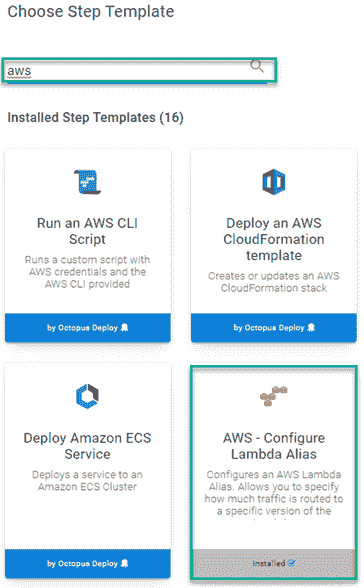 Choose Step Template
aws
Installed Step Templates (16)
Run an AWS CLI
Script
Runs a custom script with
AWS credentials and the
AWS CLI provided
by Octopus Deploy
Deploy an AWS
CloudFormation
template
Creates or updates an AWS
CloudFormation stack
by Octopus Deploy
Deploy Amazon ECS
Service
Deploys a service to an
Amazon ECS Cluster
by Octopus Deploy
AWS - Configure
Lambda Alias
Configures an AWS Lambda
Alias. Allows you to specify
how much traffic is routed to
a specific version of the
Installed